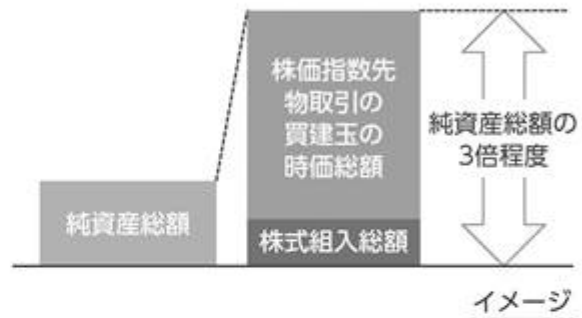 株価指数先
物取引の
買建玉の
時価総額
純資産総額の
3倍程度
純資産総額
株式組入総額
イメージ